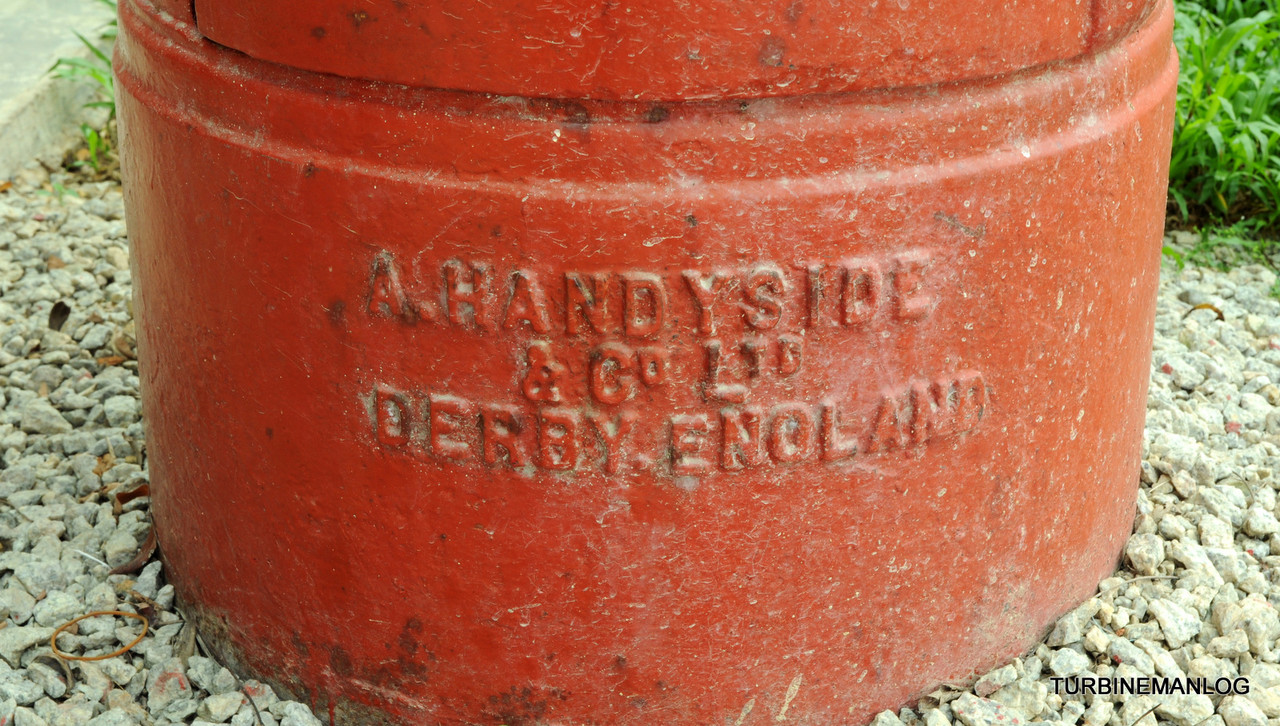 A. HANDYSIDE
& Cº LTD
DERBY ENGLAND
TURBINEMANLOG